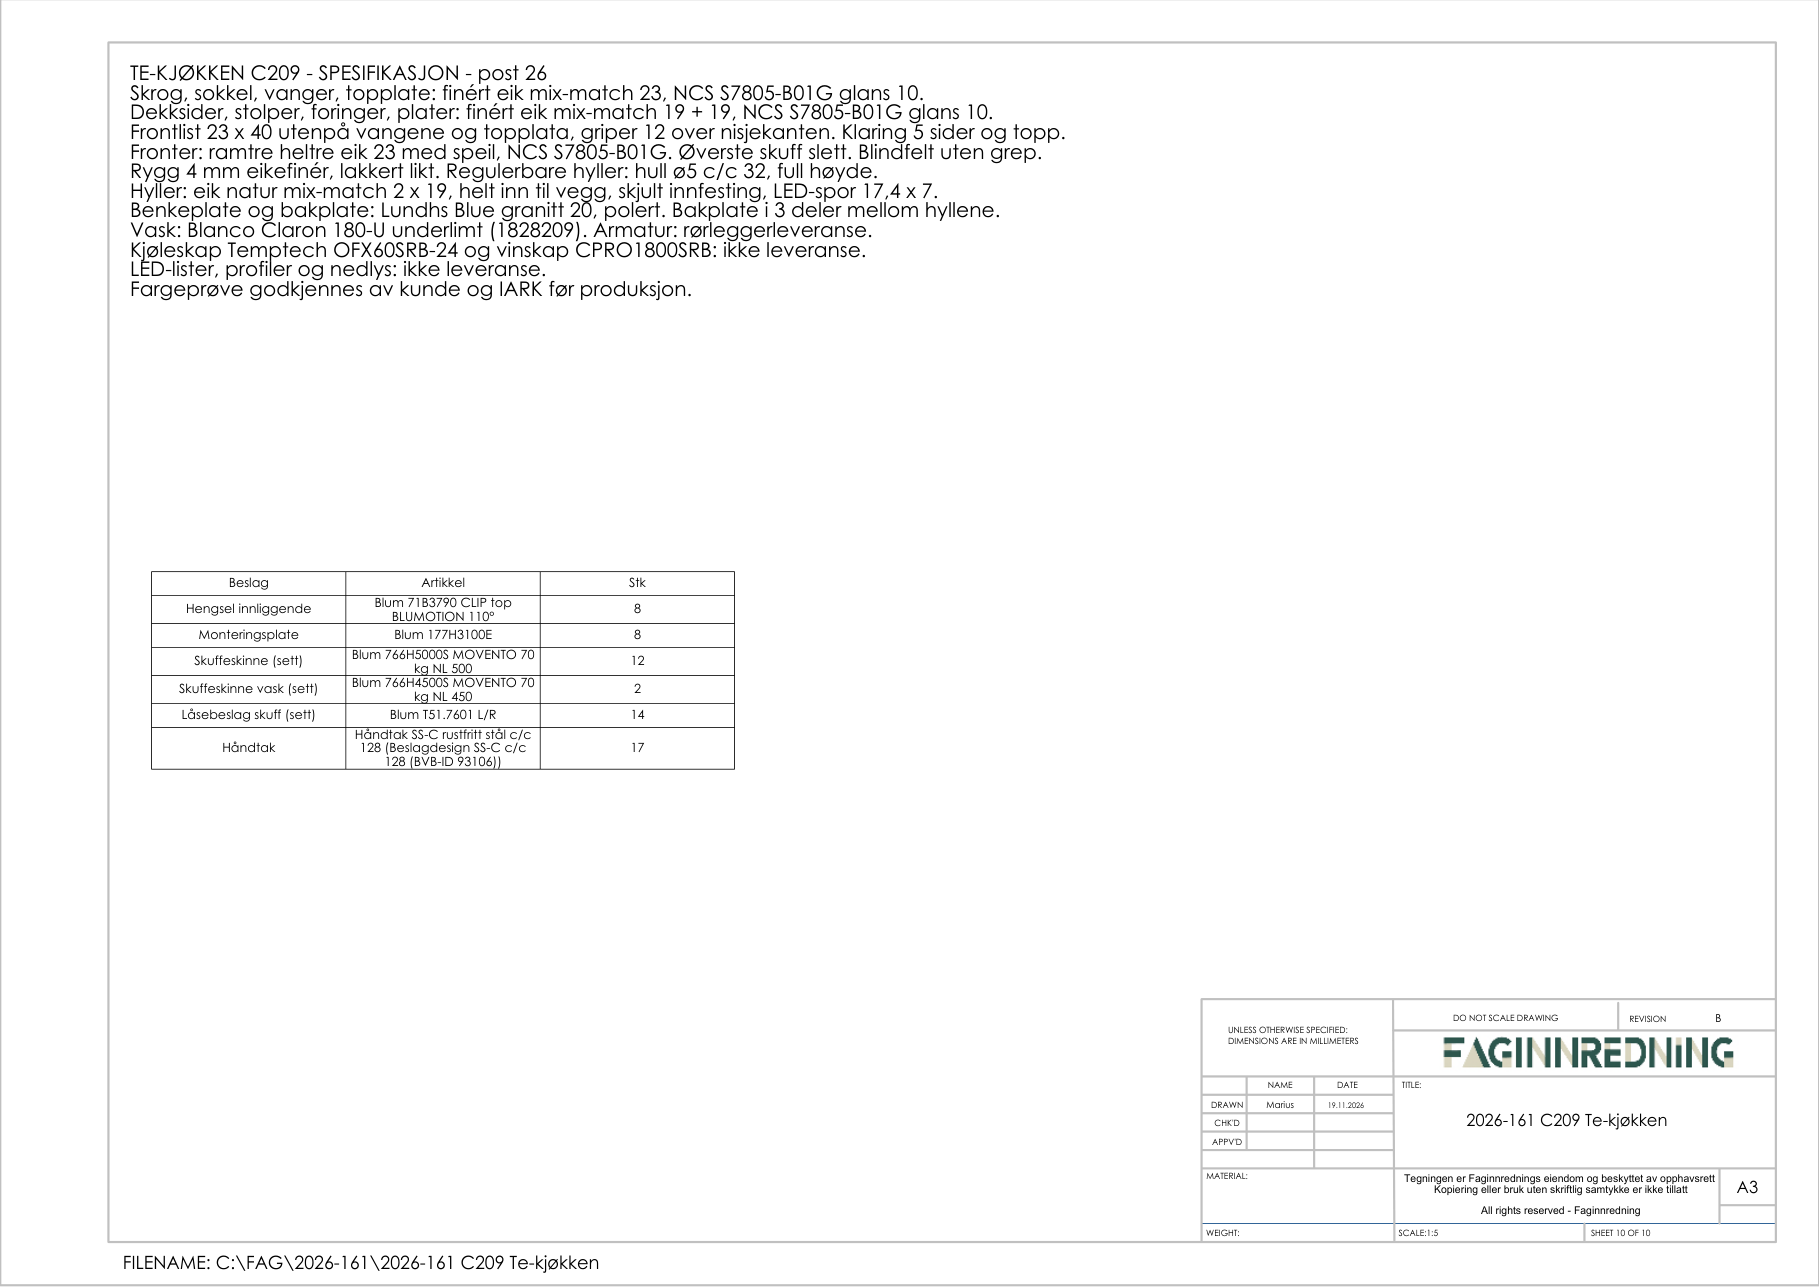 TE-KJØKKEN C209 - SPESIFIKASJON - post 26
Skrog, sokkel, vanger, topplate: finért eik mix-match 23, NCS S7805-B01G glans 10.
Dekksider, stolper, foringer, plater: finért eik mix-match 19 + 19, NCS S7805-B01G glans 10.
Frontlist 23 x 40 utenpå vangene og topplata, griper 12 over nisjekanten. Klaring 5 sider og topp.
Fronter: ramtre heltre eik 23 med speil, NCS S7805-B01G. Øverste skuff slett. Blindfelt uten grep.
Rygg 4 mm eikefinér, lakkert likt. Regulerbare hyller: hull ø5 c/c 32, full høyde.
Hyller: eik natur mix-match 2 x 19, helt inn til vegg, skjult innfesting, LED-spor 17,4 x 7.
Benkeplate og bakplate: Lundhs Blue granitt 20, polert. Bakplate i 3 deler mellom hyllene.
Vask: Blanco Claron 180-U underlimt (1828209). Armatur: rørleggerleveranse.
Kjøleskap Temptech OFX60SRB-24 og vinskap CPRO1800SRB: ikke leveranse.
LED-lister, profiler og nedlys: ikke leveranse.
Fargeprøve godkjennes av kunde og IARK før produksjon.
Beslag Artikkel Stk
Hengsel innliggende Blum 71B3790 CLIP top BLUMOTION 110° 8
Monteringsplate Blum 177H3100E 8
Skuffeskinne (sett) Blum 766H5000S MOVENTO 70 kg NL 500 12
Skuffeskinne vask (sett) Blum 766H4500S MOVENTO 70 kg NL 450 2
Låsebeslag skuff (sett) Blum T51.7601 L/R 14
Håndtak Håndtak SS-C rustfritt stål c/c 128 (Beslagdesign SS-C c/c 128 (BVB-ID 93106)) 17
UNLESS OTHERWISE SPECIFIED:
DIMENSIONS ARE IN MILLIMETERS
DO NOT SCALE DRAWING
REVISION B
FAGINNREDNING
NAME DATE
DRAWN Marius 19.11.2026
CHK'D
APPV'D
TITLE:
2026-161 C209 Te-kjøkken
MATERIAL:
Tegningen er Faginnrednings eiendom og beskyttet av opphavsrett
Kopiering eller bruk uten skriftlig samtykke er ikke tillatt
All rights reserved - Faginnredning
A3
WEIGHT:
SCALE:1:5
SHEET 10 OF 10
FILENAME: C:\FAG\2026-161\2026-161 C209 Te-kjøkken